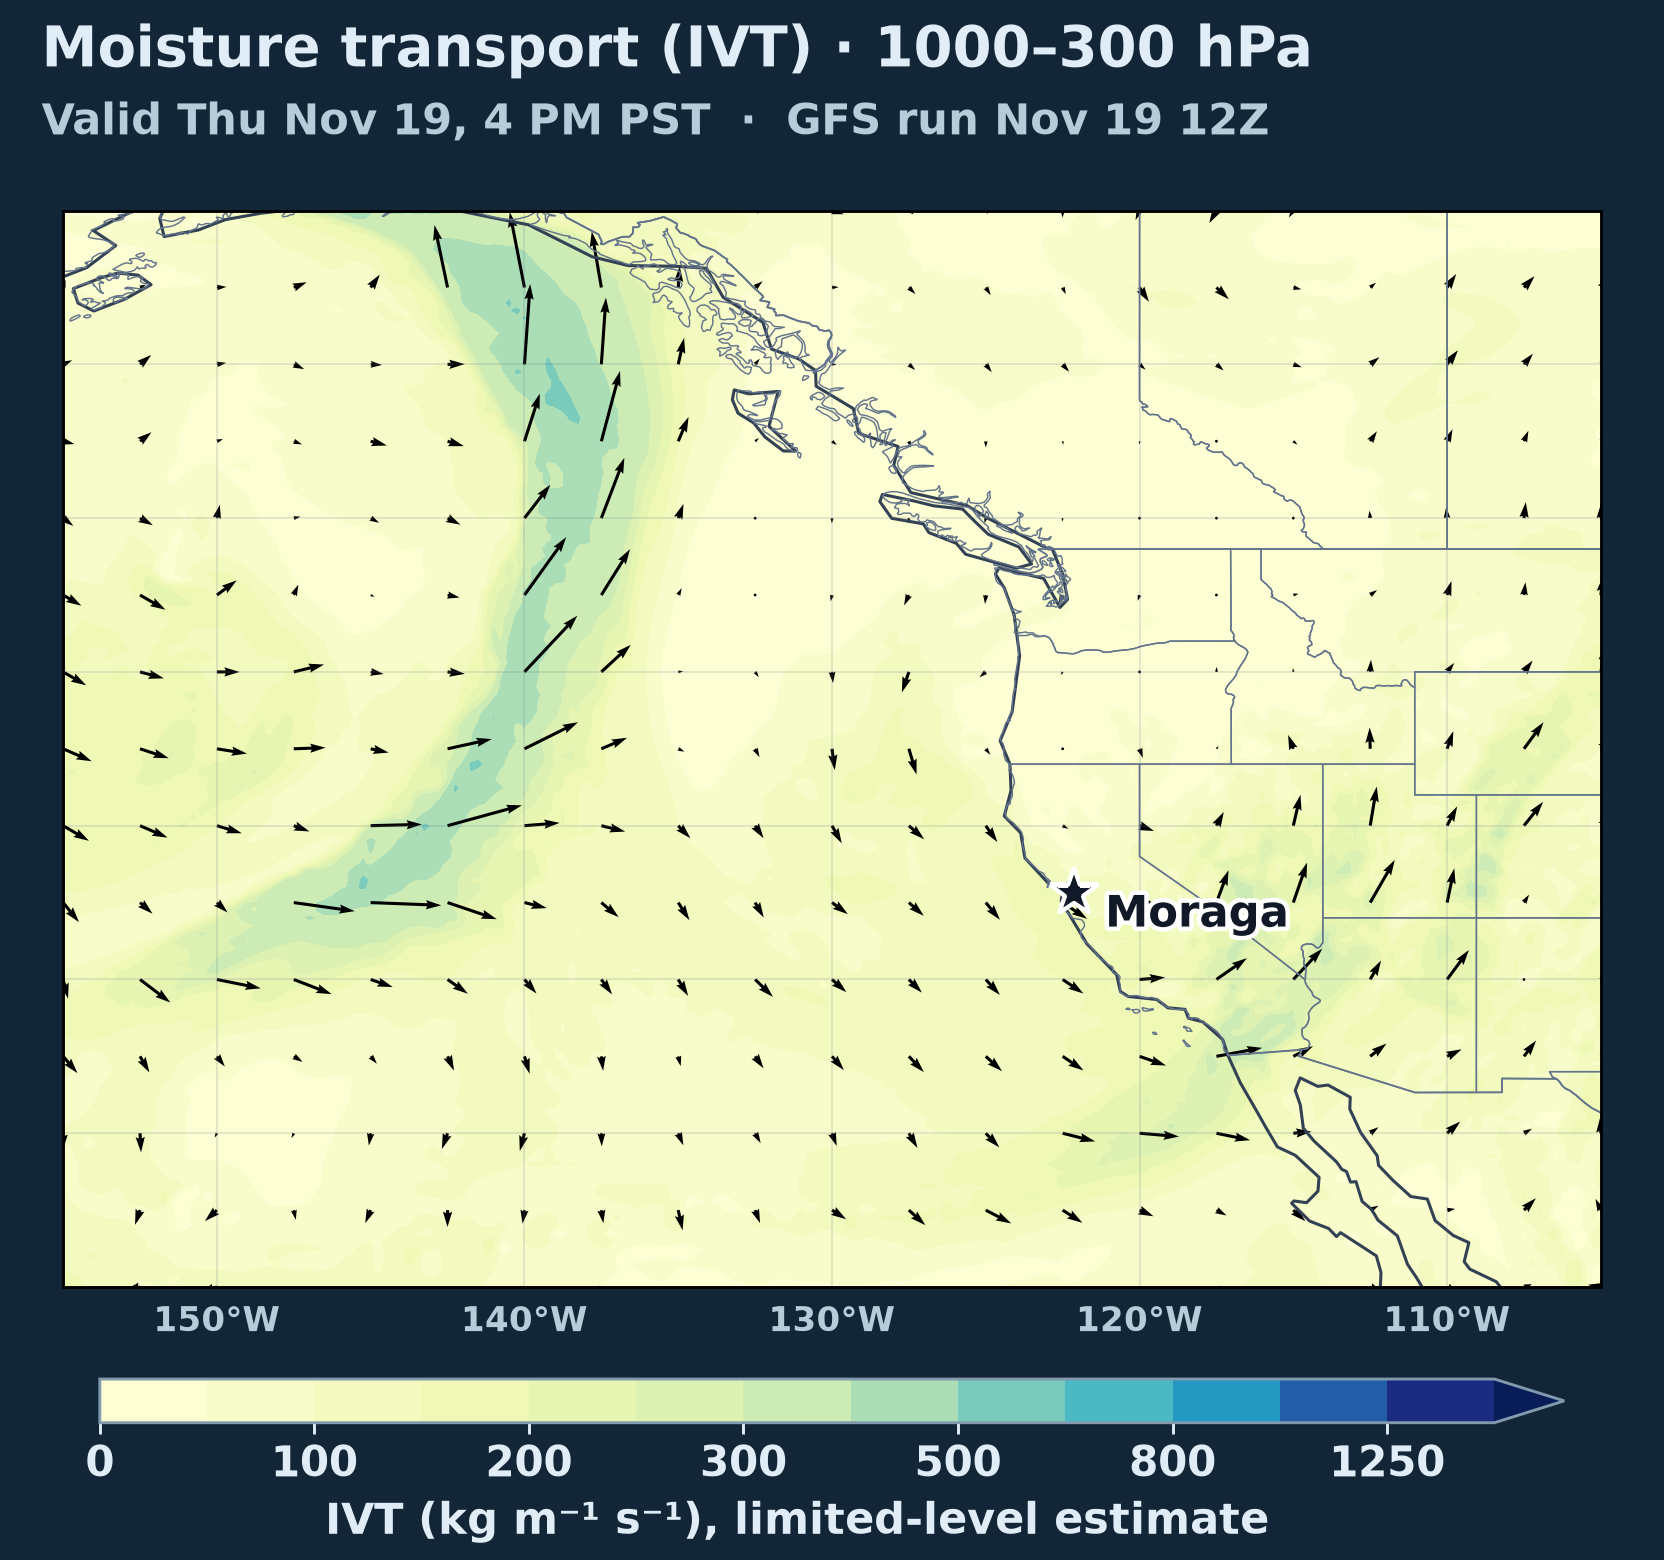 Moisture transport (IVT) · 1000–300 hPa
Valid Thu Nov 19, 4 PM PST · GFS run Nov 19 12Z
Moraga
150°W 140°W 130°W 120°W 110°W
0 100 200 300 500 800 1250
IVT (kg m⁻¹ s⁻¹), limited-level estimate